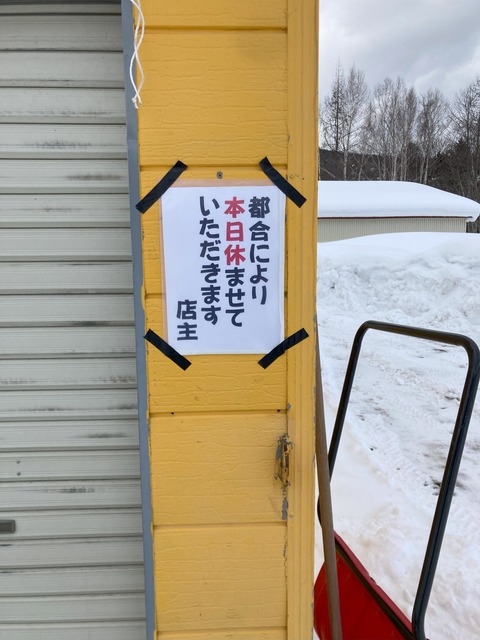 都合により
本日休ませて
いただきます
店主